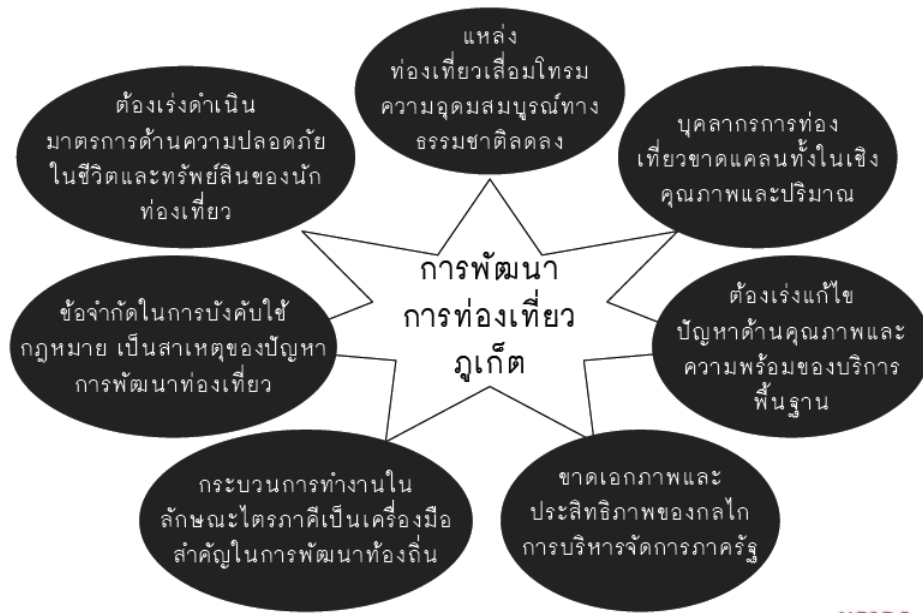 แหล่ง
ท่องเที่ยวเสื่อมโทรม
ความอุดมสมบูรณ์ทาง
ธรรมชาติลดลง
ต้องเร่งดำเนิน
มาตรการด้านความปลอดภัย
ในชีวิตและทรัพย์สินของนัก
ท่องเที่ยว
บุคลากรการท่อง
เที่ยวขาดแคลนทั้งในเชิง
คุณภาพและปริมาณ
การพัฒนา
การท่องเที่ยว
ภูเก็ต
ข้อจำกัดในการบังคับใช้
กฎหมาย เป็นสาเหตุของปัญหา
การพัฒนาท่องเที่ยว
ต้องเร่งแก้ไข
ปัญหาด้านคุณภาพและ
ความพร้อมของบริการ
พื้นฐาน
กระบวนการทำงานใน
ลักษณะไตรภาคีเป็นเครื่องมือ
สำคัญในการพัฒนาท้องถิ่น
ขาดเอกภาพและ
ประสิทธิภาพของกลไก
การบริหารจัดการภาครัฐ